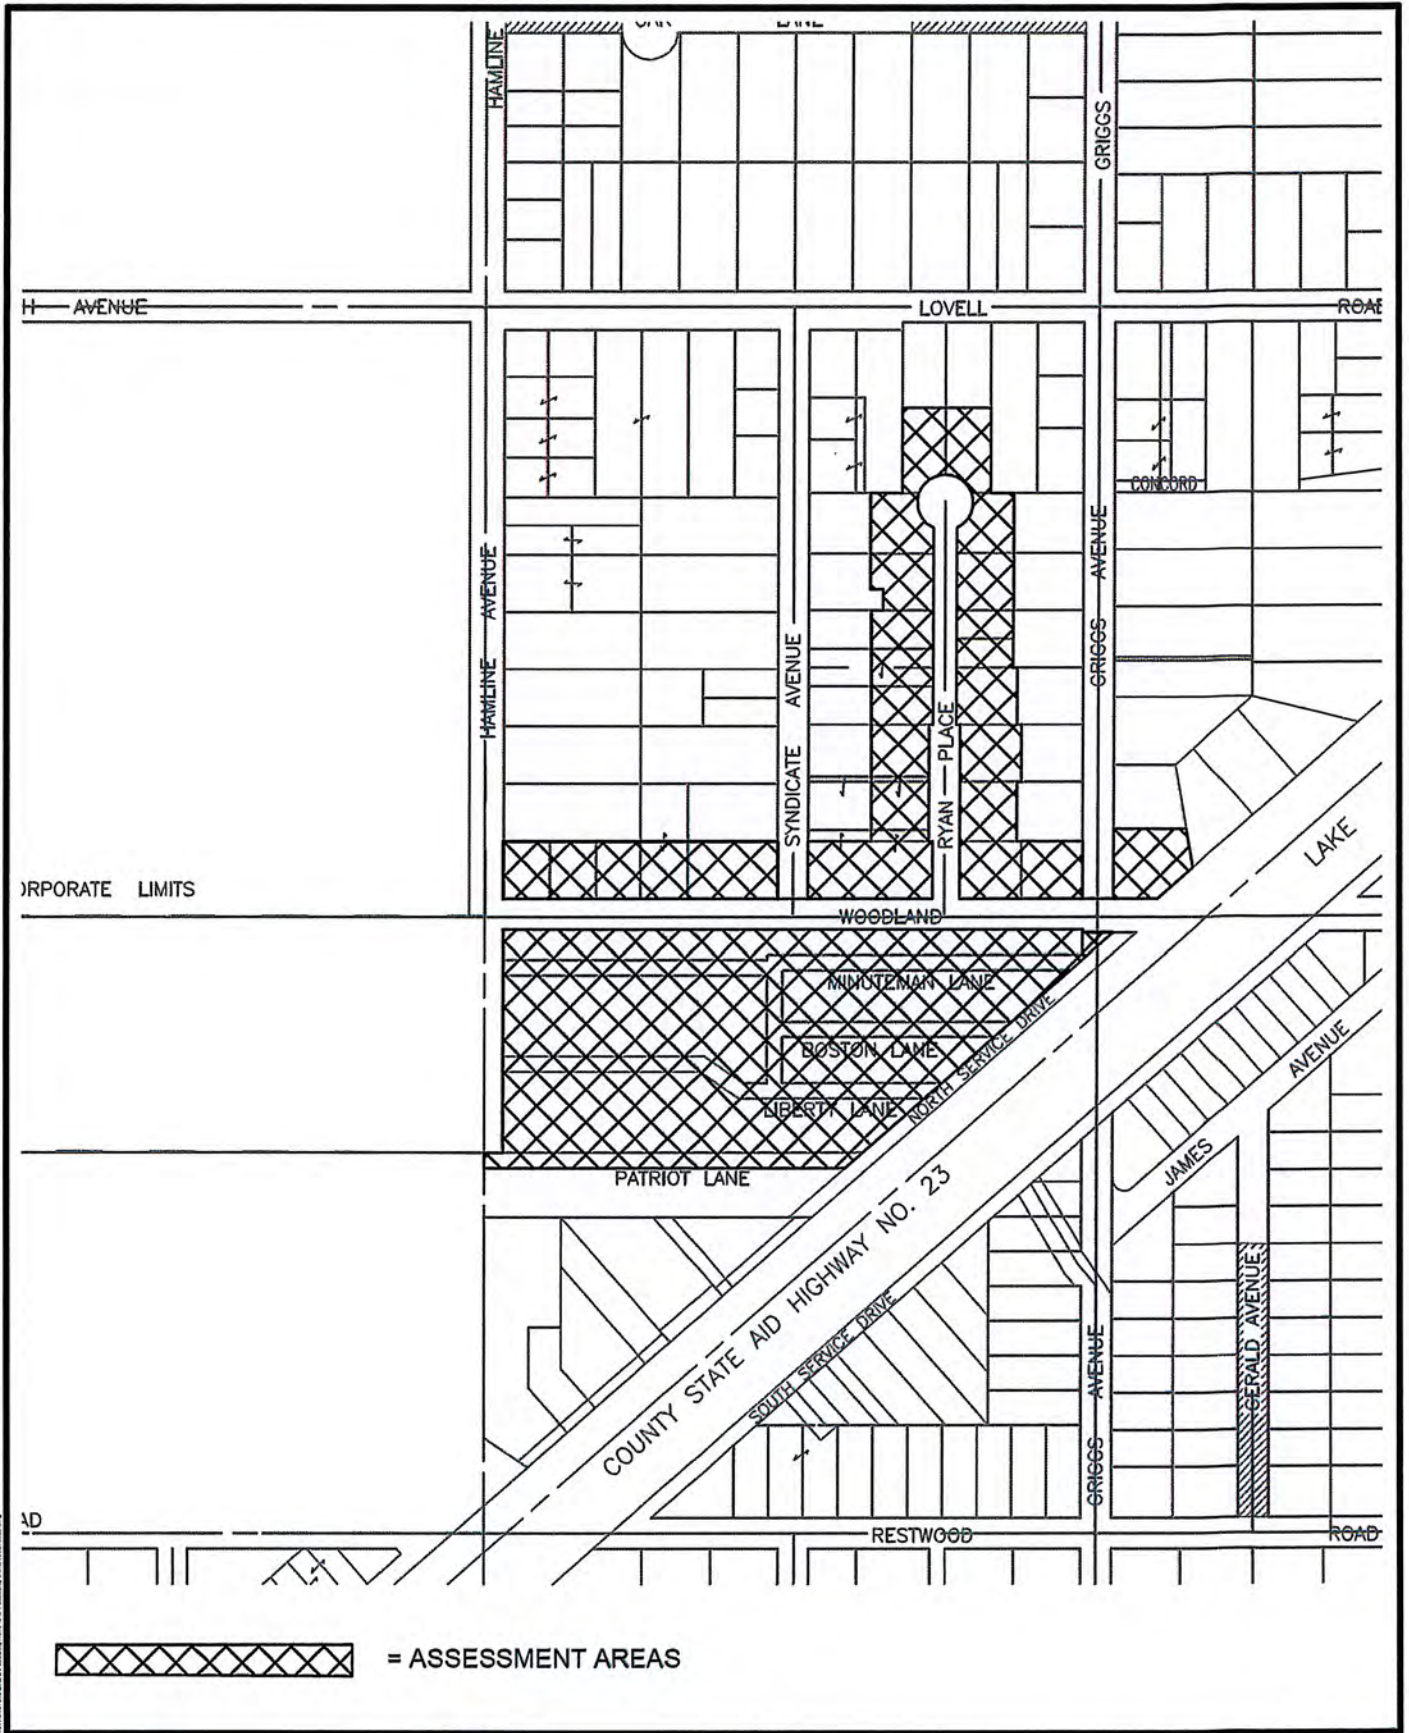 LANE
HAMLINE
GRIGGS
AVENUE
LOVELL
ROAD
CONCORD
HAMLINE AVENUE
SYNDICATE AVENUE
RYAN PLACE
GRIGGS AVENUE
LAKE
CORPORATE LIMITS
WOODLAND
MINUTEMAN LANE
BOSTON LANE
LIBERTY LANE
NORTH SERVICE DRIVE
PATRIOT LANE
JAMES AVENUE
COUNTY STATE AID HIGHWAY NO. 23
SOUTH SERVICE DRIVE
GERALD AVENUE
GRIGGS AVENUE
AD
RESTWOOD
ROAD
= ASSESSMENT AREAS